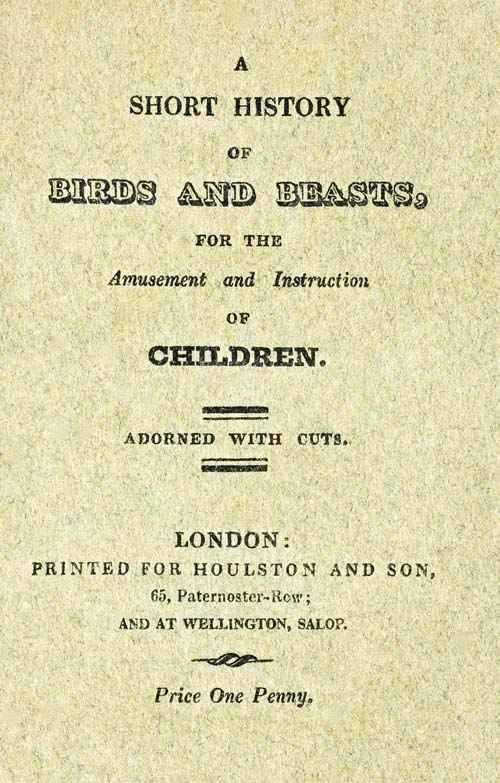 A
SHORT HISTORY
OF
BIRDS AND BEASTS,
FOR THE
Amusement and Instruction
OF
CHILDREN.
ADORNED WITH CUTS.
LONDON:
PRINTED FOR HOULSTON AND SON,
65, Paternoster-Row;
AND AT WELLINGTON, SALOP.
Price One Penny.